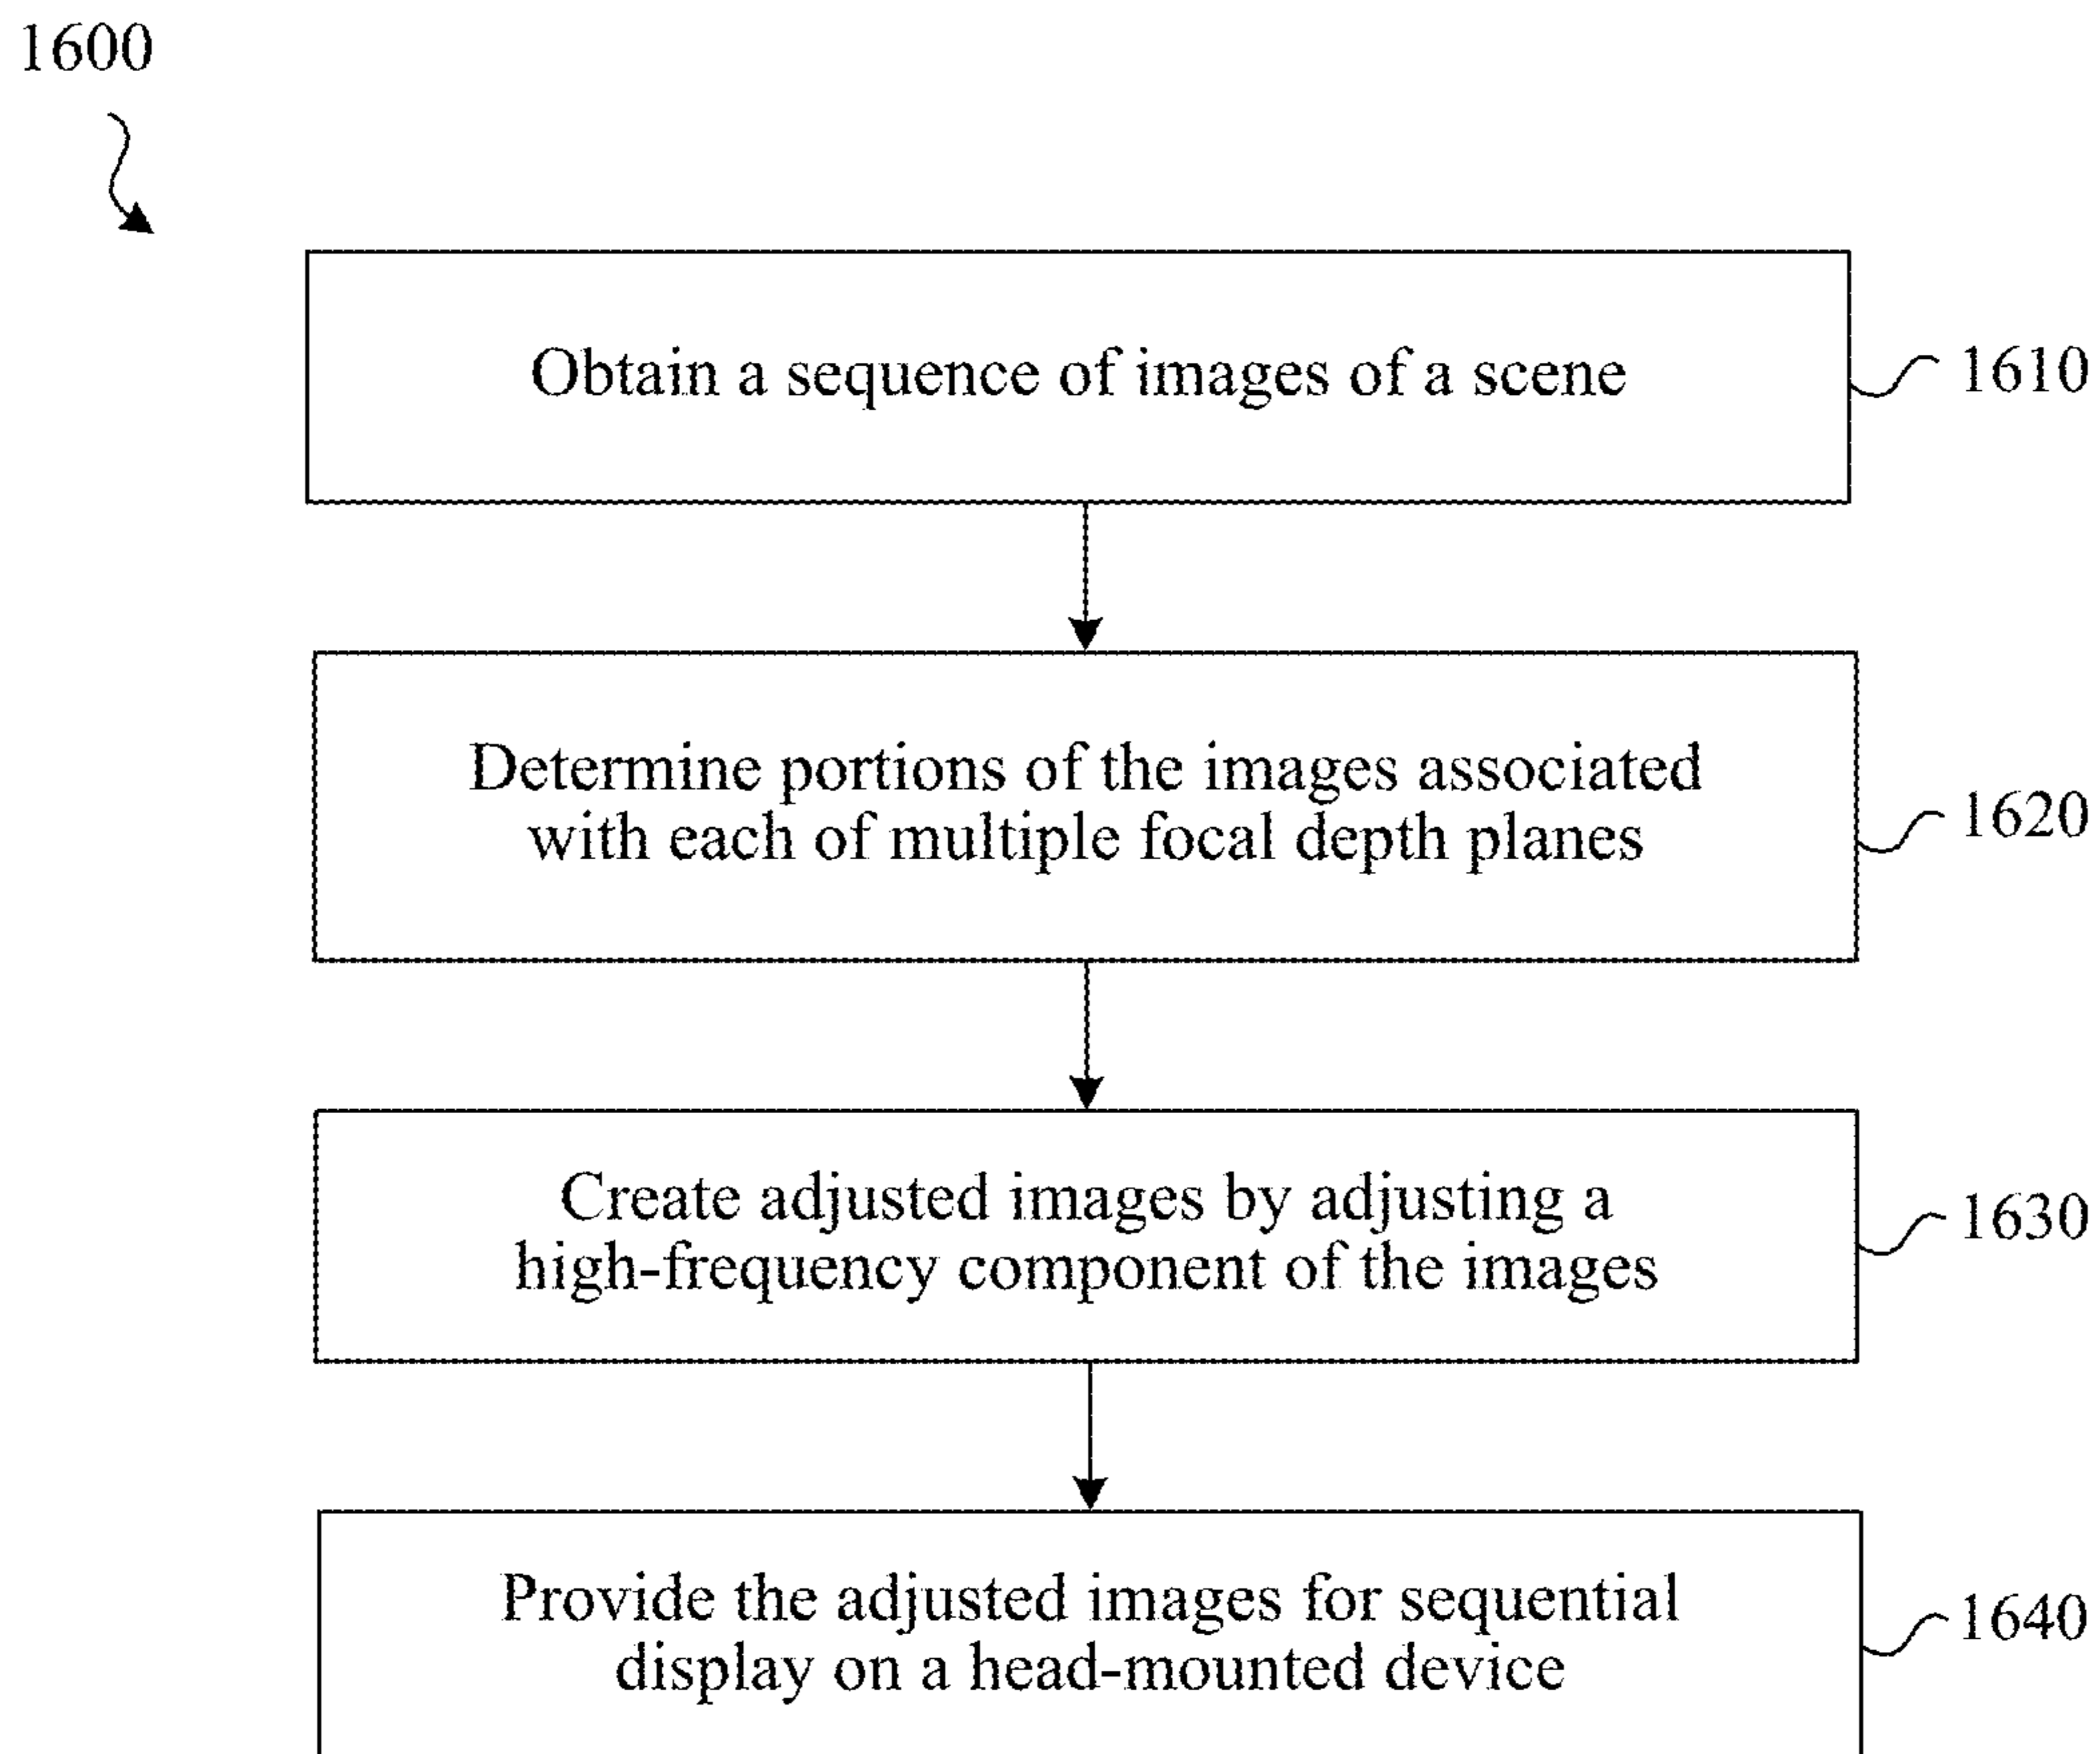 1600
Obtain a sequence of images of a scene
1610
Determine portions of the images associated
with each of multiple focal depth planes
1620
Create adjusted images by adjusting a
high-frequency component of the images
1630
Provide the adjusted images for sequential
display on a head-mounted device
1640